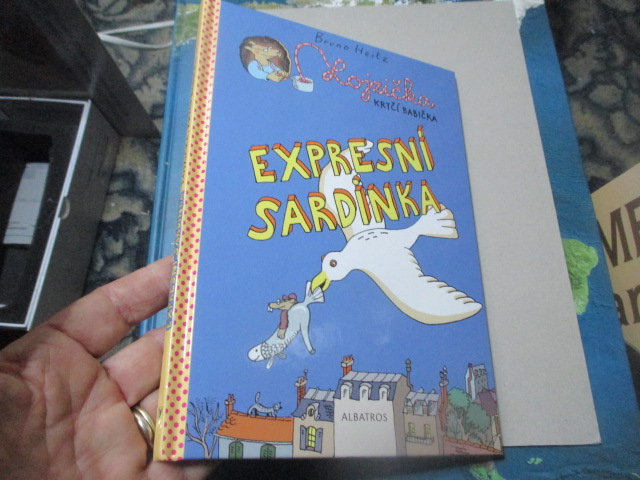 Bruno Heitz
Lojzička
KRTČÍ BABIČKA
EXPRESNÍ
SARDINKA
ALBATROS